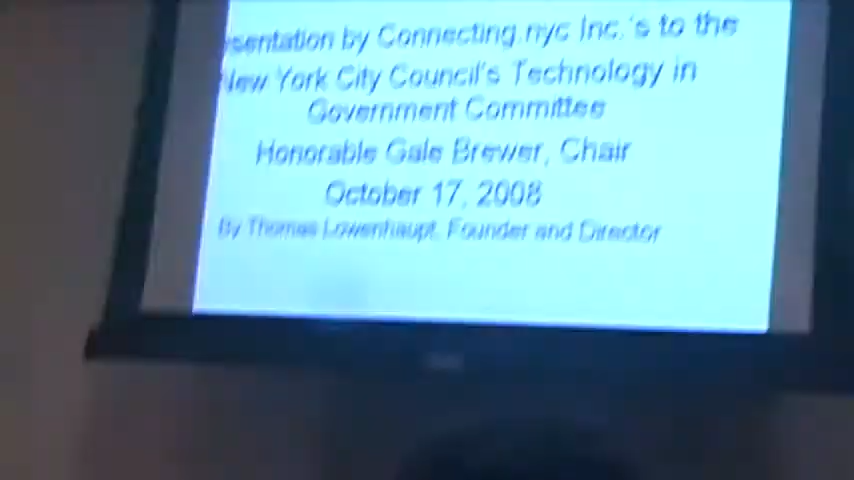 esentation by Connecting.nyc Inc.'s to the
New York City Council's Technology in
Government Committee
Honorable Gale Brewer, Chair
October 17, 2008
By Thomas Lowenhaupt, Founder and Director